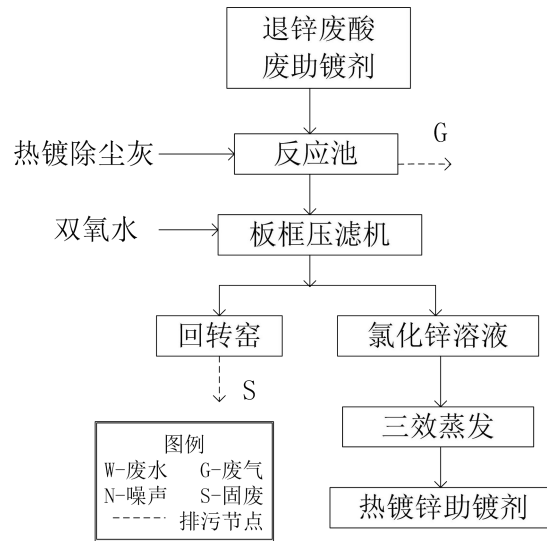 退锌废酸
废助镀剂
G
热镀除尘灰
反应池
双氧水
板框压滤机
回转窑
氯化锌溶液
S
三效蒸发
热镀锌助镀剂
图例
W-废水 G-废气
N-噪声 S-固废
排污节点